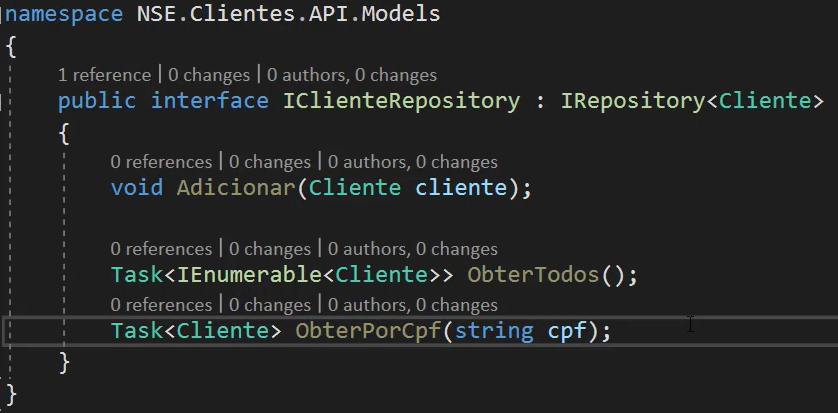 namespace NSE.Clientes.API.Models
{
1 reference | 0 changes | 0 authors, 0 changes
public interface IClienteRepository : IRepository<Cliente>
{
0 references | 0 changes | 0 authors, 0 changes
void Adicionar(Cliente cliente);
0 references | 0 changes | 0 authors, 0 changes
Task<IEnumerable<Cliente>> ObterTodos();
0 references | 0 changes | 0 authors, 0 changes
Task<Cliente> ObterPorCpf(string cpf);
}
}